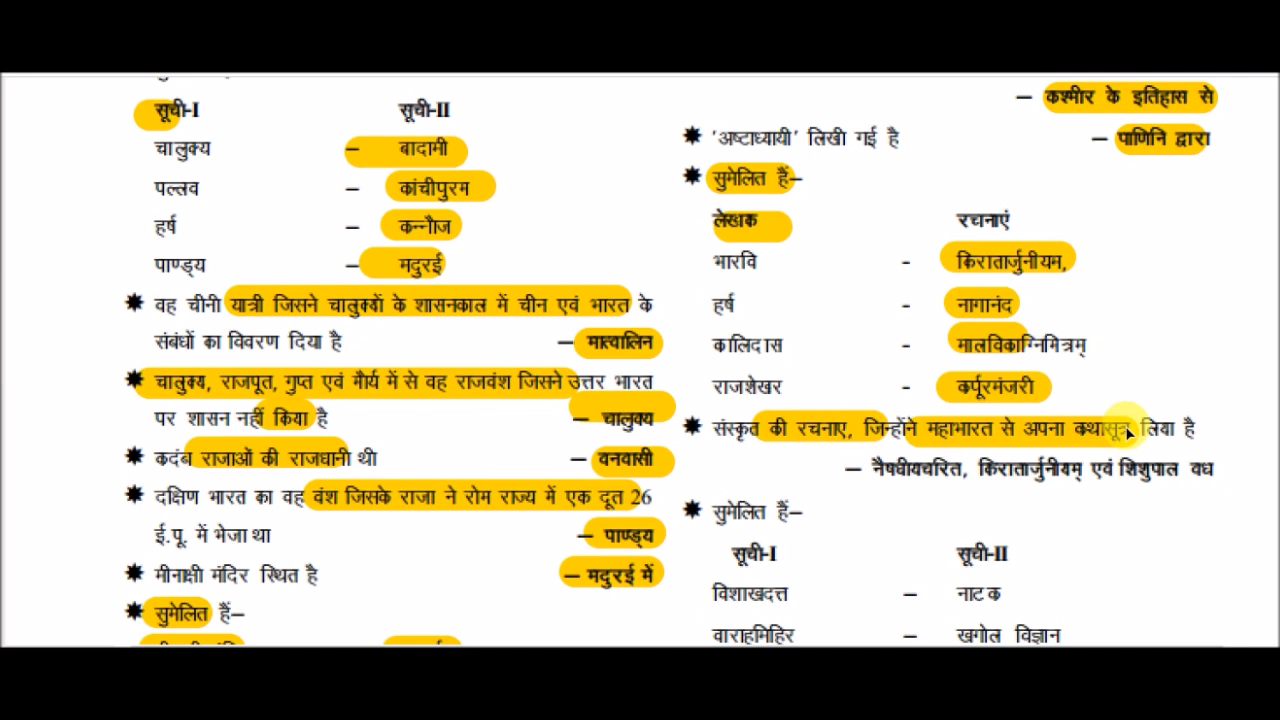 सूची-I सूची-II
चालुक्य – बादामी
पल्लव – कांचीपुरम
हर्ष – कन्नौज
पाण्ड्य – मदुरई
✷ वह चीनी यात्री जिसने चालुक्यों के शासनकाल में चीन एवं भारत के
संबंधों का विवरण दिया है – मात्वालिन
✷ चालुक्य, राजपूत, गुप्त एवं मौर्य में से वह राजवंश जिसने उत्तर भारत
पर शासन नहीं किया है – चालुक्य
✷ कदंब राजाओं की राजधानी थी – वनवासी
✷ दक्षिण भारत का वह वंश जिसके राजा ने रोम राज्य में एक दूत 26
ई.पू. में भेजा था – पाण्ड्य
✷ मीनाक्षी मंदिर स्थित है – मदुरई में
✷ सुमेलित हैं–
– कश्मीर के इतिहास से
✷ 'अष्टाध्यायी' लिखी गई है – पाणिनि द्वारा
✷ सुमेलित हैं–
लेखक रचनाएं
भारवि - किरातार्जुनीयम,
हर्ष - नागानंद
कालिदास - मालविकाग्निमित्रम्
राजशेखर - कर्पूरमंजरी
✷ संस्कृत की रचनाए, जिन्होंने महाभारत से अपना कथासूत्र लिया है
– नैषधीयचरित, किरातार्जुनीयम् एवं शिशुपाल वध
✷ सुमेलित हैं–
सूची-I सूची-II
विशाखदत्त – नाटक
वाराहमिहिर – खगोल विज्ञान